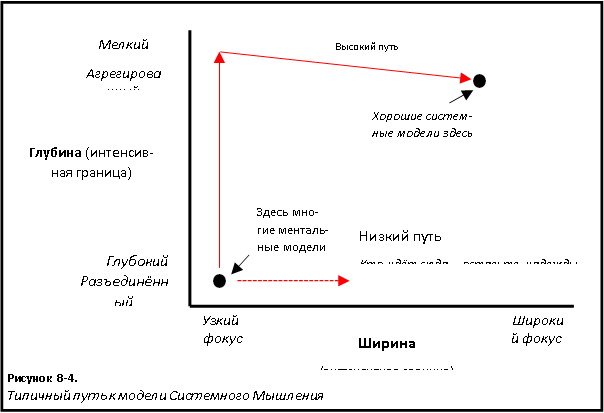 Мелкий
Высокий путь
Агрегирова
Хорошие систем-
ные модели здесь
Глубина (интенсив-
ная граница)
Здесь мно-
гие менталь-
ные модели
Низкий путь
Глубокий
Разъединённ
ый
Узкий
фокус
Широки
й фокус
Ширина
Рисунок 8-4.
Типичный путь к модели Системного Мышления